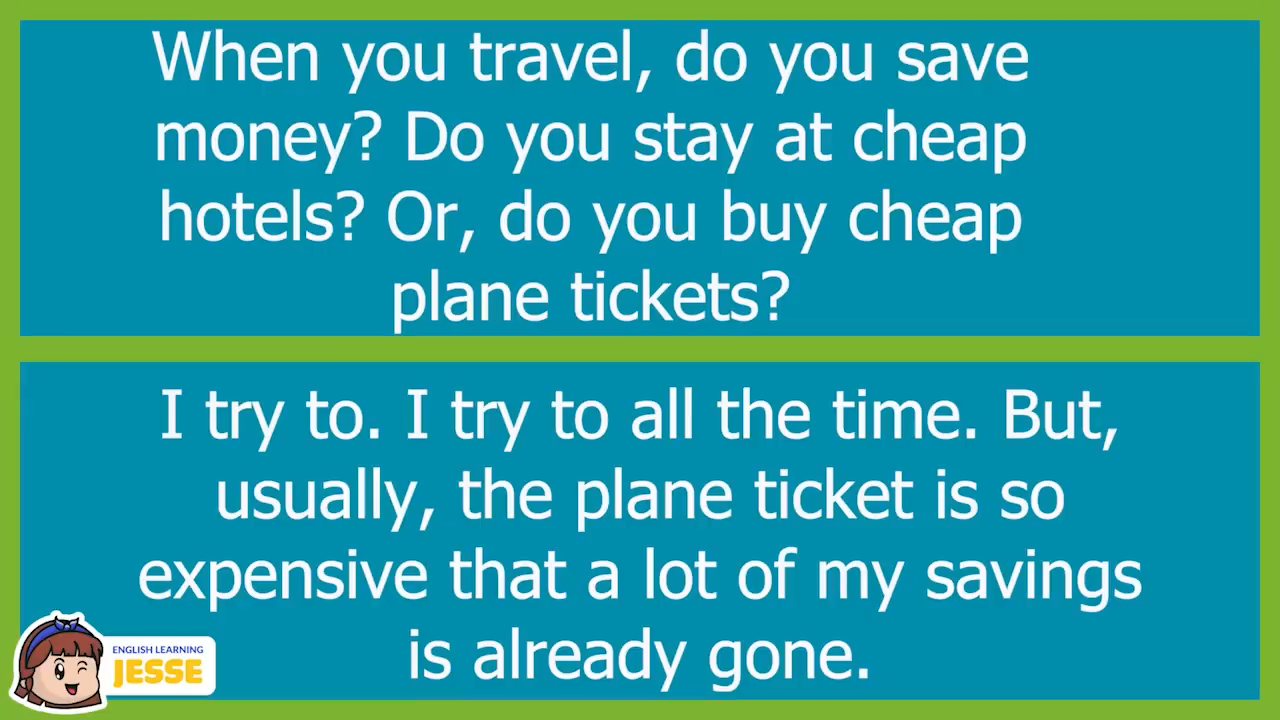 When you travel, do you save
money? Do you stay at cheap
hotels? Or, do you buy cheap
plane tickets?
I try to. I try to all the time. But,
usually, the plane ticket is so
expensive that a lot of my savings
is already gone.
ENGLISH LEARNING
JESSE